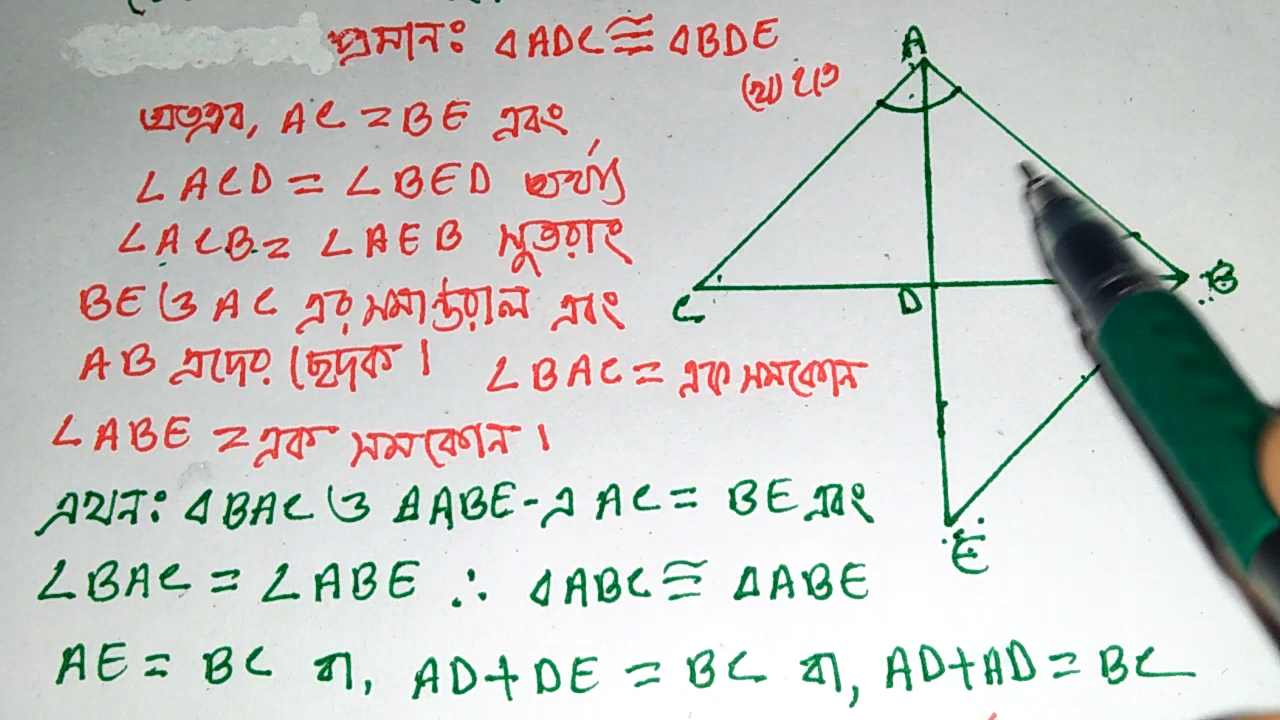 প্রমানঃ ΔADC ≅ ΔBDE
(খ) হতে
অতএব, AC = BE এবং
∠ACD = ∠BED অর্থাৎ
∠ACB = ∠AEB সুতরাং
BE ও AC এর সমান্তরাল এবং
AB এদের ছেদক। ∠BAC = এক সমকোন
∠ABE = এক সমকোন।
এখনঃ ΔBAC ও ΔABE-এ AC = BE এবং
∠BAC = ∠ABE ∴ ΔABC ≅ ΔABE
AE = BC বা, AD+DE = BC বা, AD+AD = BC
A
B
C
D
E